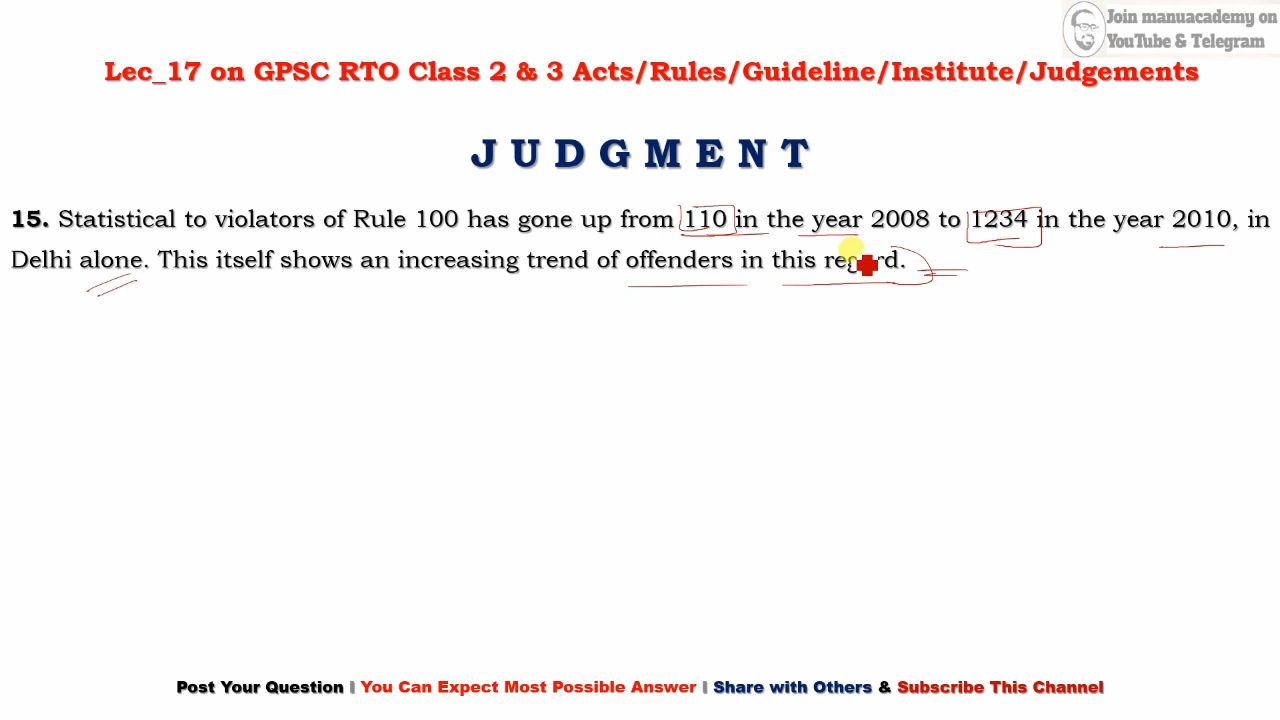 Join manuacademy on
YouTube & Telegram
Lec_17 on GPSC RTO Class 2 & 3 Acts/Rules/Guideline/Institute/Judgements
JUDGMENT
15. Statistical to violators of Rule 100 has gone up from 110 in the year 2008 to 1234 in the year 2010, in
Delhi alone. This itself shows an increasing trend of offenders in this regard.
Post Your Question | You Can Expect Most Possible Answer | Share with Others & Subscribe This Channel